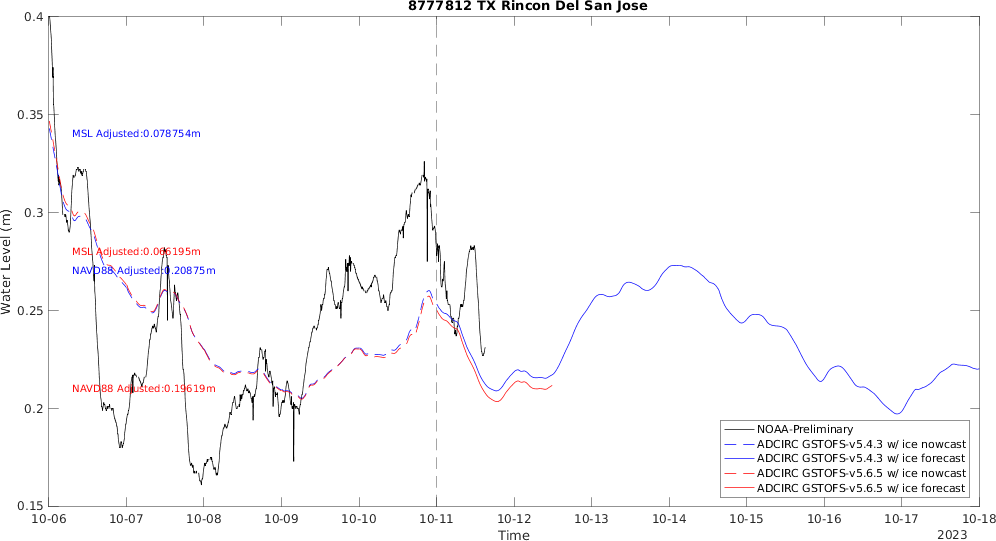 8777812 TX Rincon Del San Jose
0.4
0.35
0.3
0.25
0.2
0.15
Water Level (m)
MSL Adjusted:0.078754m
MSL Adjusted:0.066195m
NAVD88 Adjusted:0.20875m
NAVD88 Adjusted:0.19619m
NOAA-Preliminary
ADCIRC GSTOFS-v5.4.3 w/ ice nowcast
ADCIRC GSTOFS-v5.4.3 w/ ice forecast
ADCIRC GSTOFS-v5.6.5 w/ ice nowcast
ADCIRC GSTOFS-v5.6.5 w/ ice forecast
10-06 10-07 10-08 10-09 10-10 10-11 10-12 10-13 10-14 10-15 10-16 10-17 10-18
Time
2023